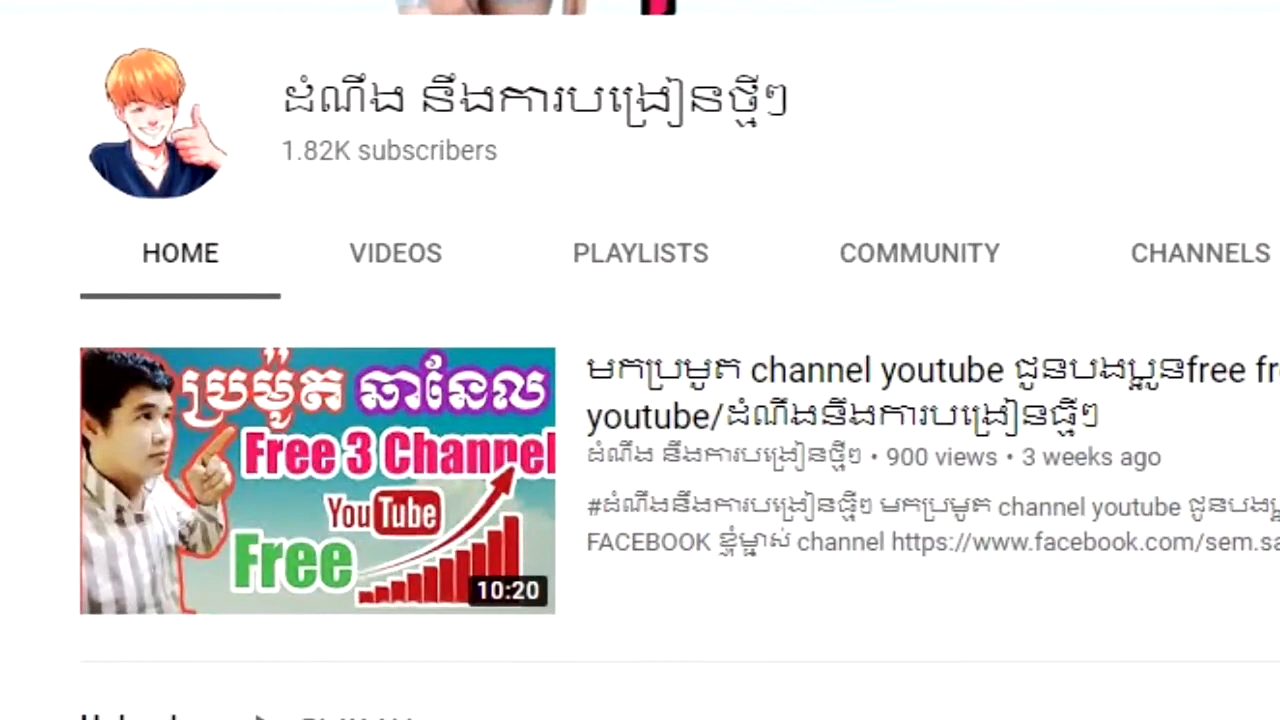 ដំណឹង នឹងការបង្រៀនថ្មីៗ
1.82K subscribers
HOME VIDEOS PLAYLISTS COMMUNITY CHANNELS
ប្រម៉ូត ឆានែល
Free 3 Channel
YouTube
Free
10:20
មកប្រមូត channel youtube ជូនបងប្អូនfree
youtube/ដំណឹងនឹងការបង្រៀនថ្មីៗ
ដំណឹង នឹងការបង្រៀនថ្មីៗ • 900 views • 3 weeks ago
#ដំណឹងនឹងការបង្រៀនថ្មីៗ មកប្រមូត channel youtube
FACEBOOK ខ្ញុំម្ចាស់ channel https://www.facebook.com/sem.sa